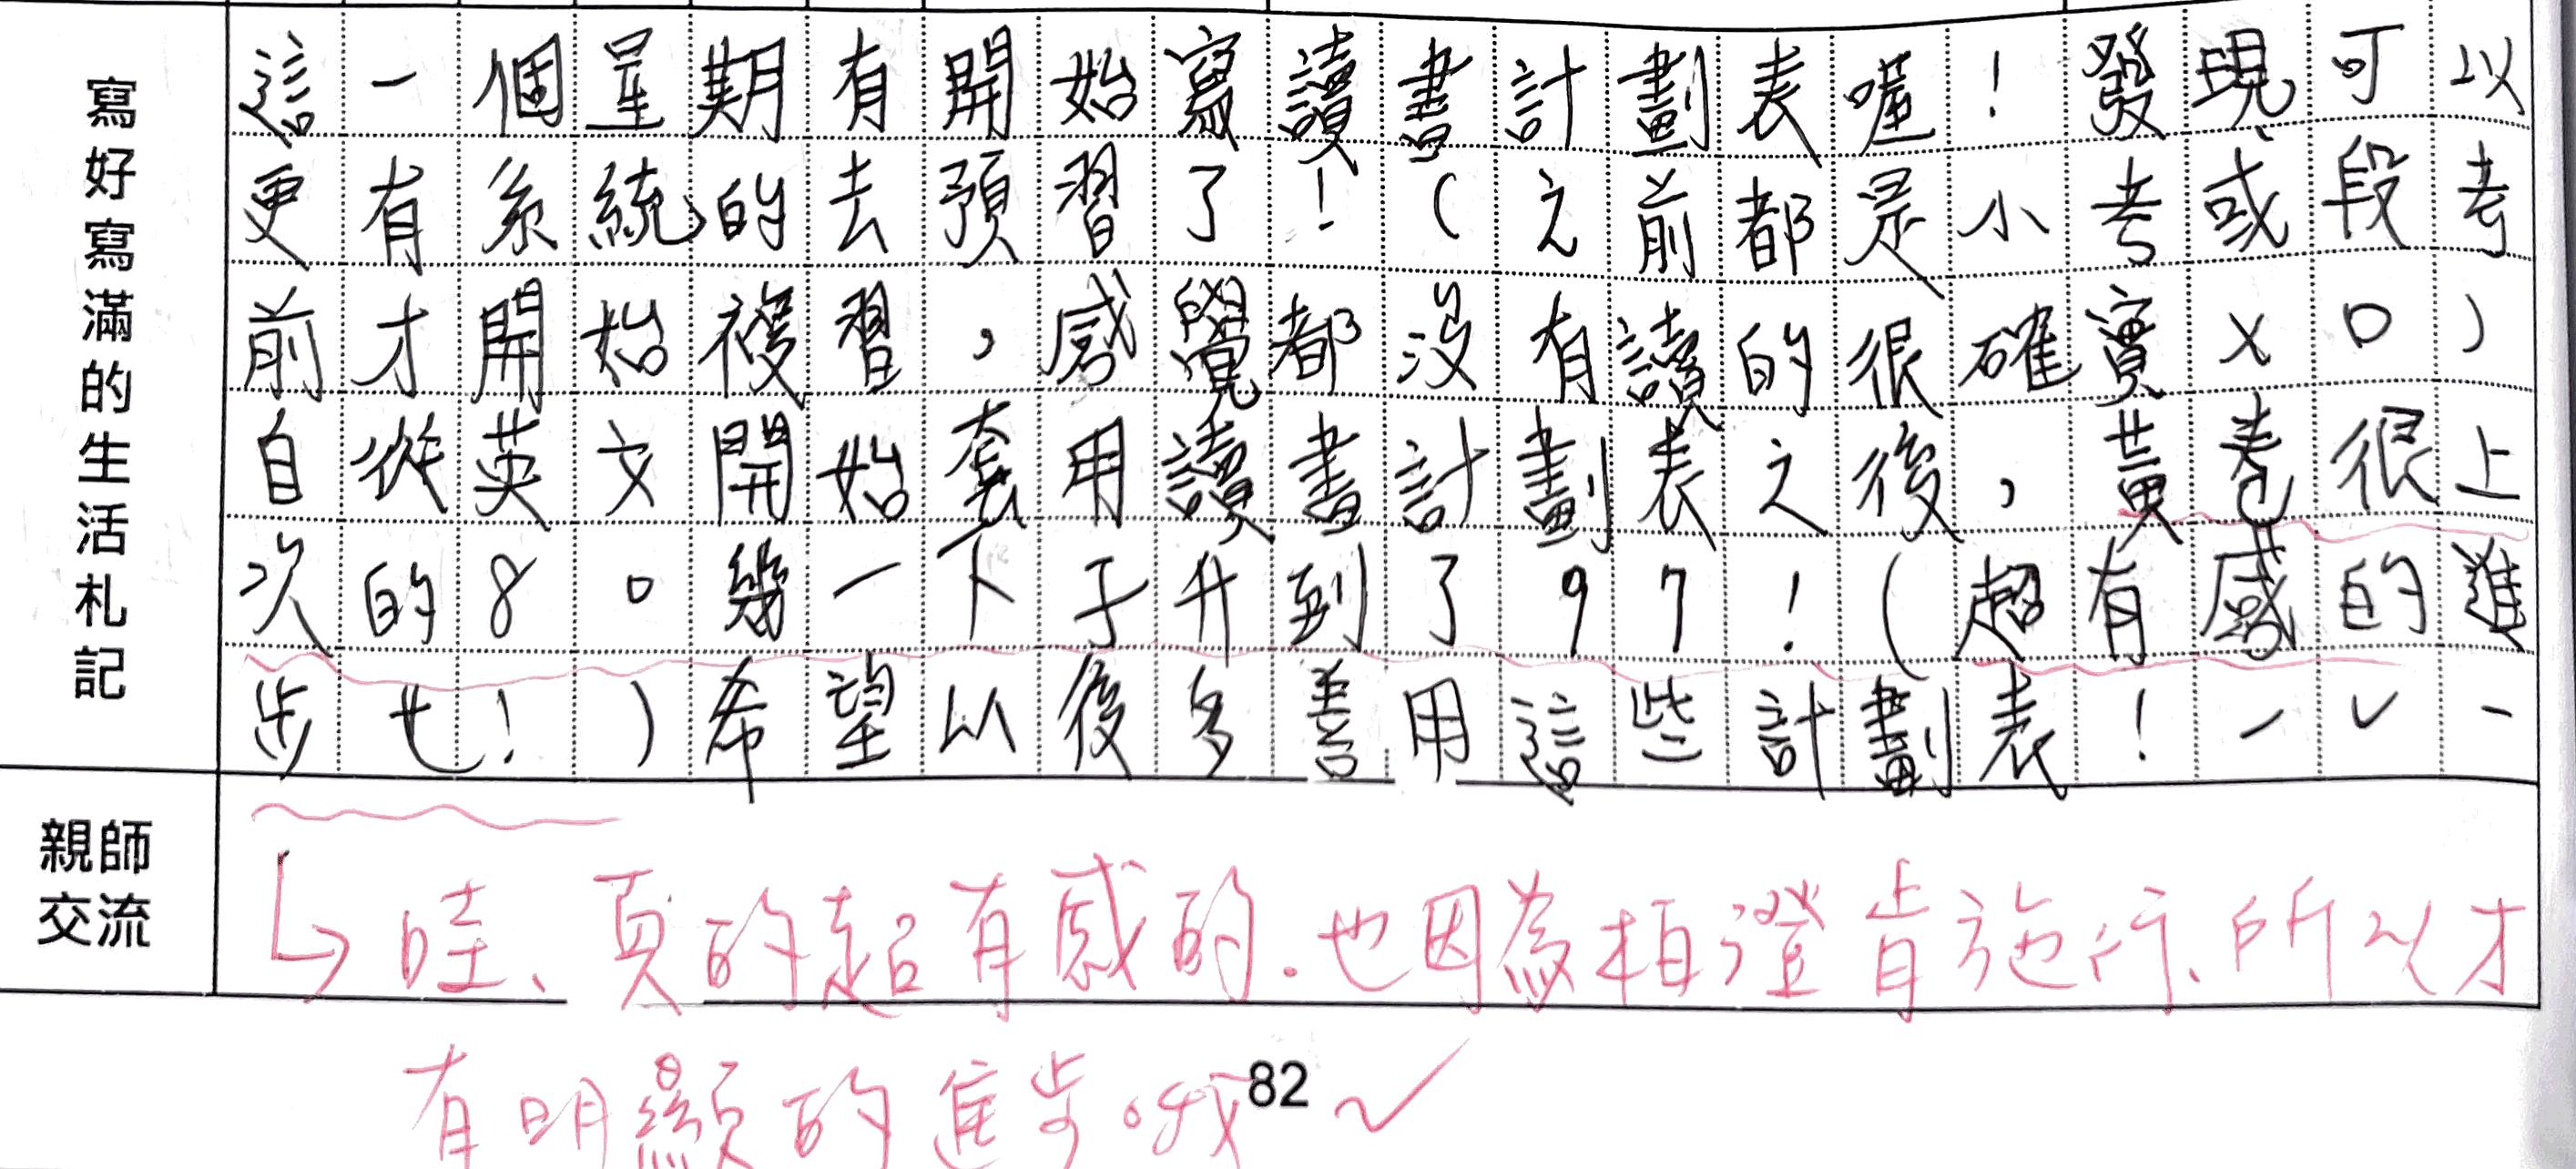 寫好寫滿的生活札記
這一個星期有開始寫讀書計劃表喔！發現可以
更有系統的去預習了！（之前都是小考或段考
前才開始複習，感覺都沒有讀的很確實ＸＤ）
自從英文開始套用讀書計劃表之後，黃卷很上
次的80幾一下子升到了97！（超有感的進
步七！）希望以後多善用這些計劃表！ˊˇˋ
親師
交流
↳哇、真的超有感的.也因為柏澄肯施行、所以才
有明顯的進步。哦 ✓
82